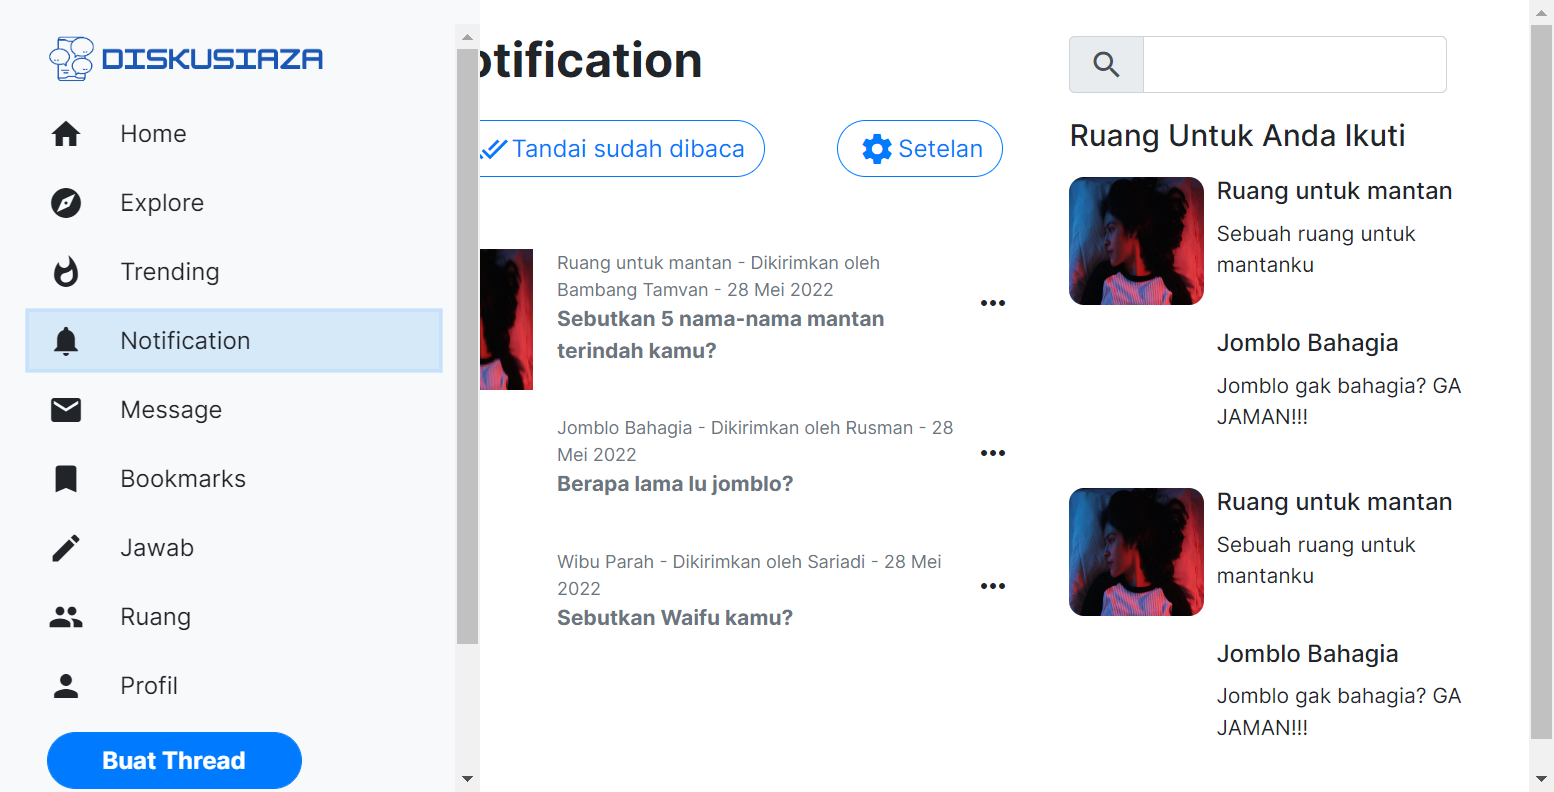 DISKUSIAZA
Home
Explore
Trending
Notification
Message
Bookmarks
Jawab
Ruang
Profil
Buat Thread
otification
Tandai sudah dibaca
Setelan
Ruang untuk mantan - Dikirimkan oleh
Bambang Tamvan - 28 Mei 2022
Sebutkan 5 nama-nama mantan
terindah kamu?
Jomblo Bahagia - Dikirimkan oleh Rusman - 28
Mei 2022
Berapa lama lu jomblo?
Wibu Parah - Dikirimkan oleh Sariadi - 28 Mei
2022
Sebutkan Waifu kamu?
Ruang Untuk Anda Ikuti
Ruang untuk mantan
Sebuah ruang untuk
mantanku
Jomblo Bahagia
Jomblo gak bahagia? GA
JAMAN!!!
Ruang untuk mantan
Sebuah ruang untuk
mantanku
Jomblo Bahagia
Jomblo gak bahagia? GA
JAMAN!!!